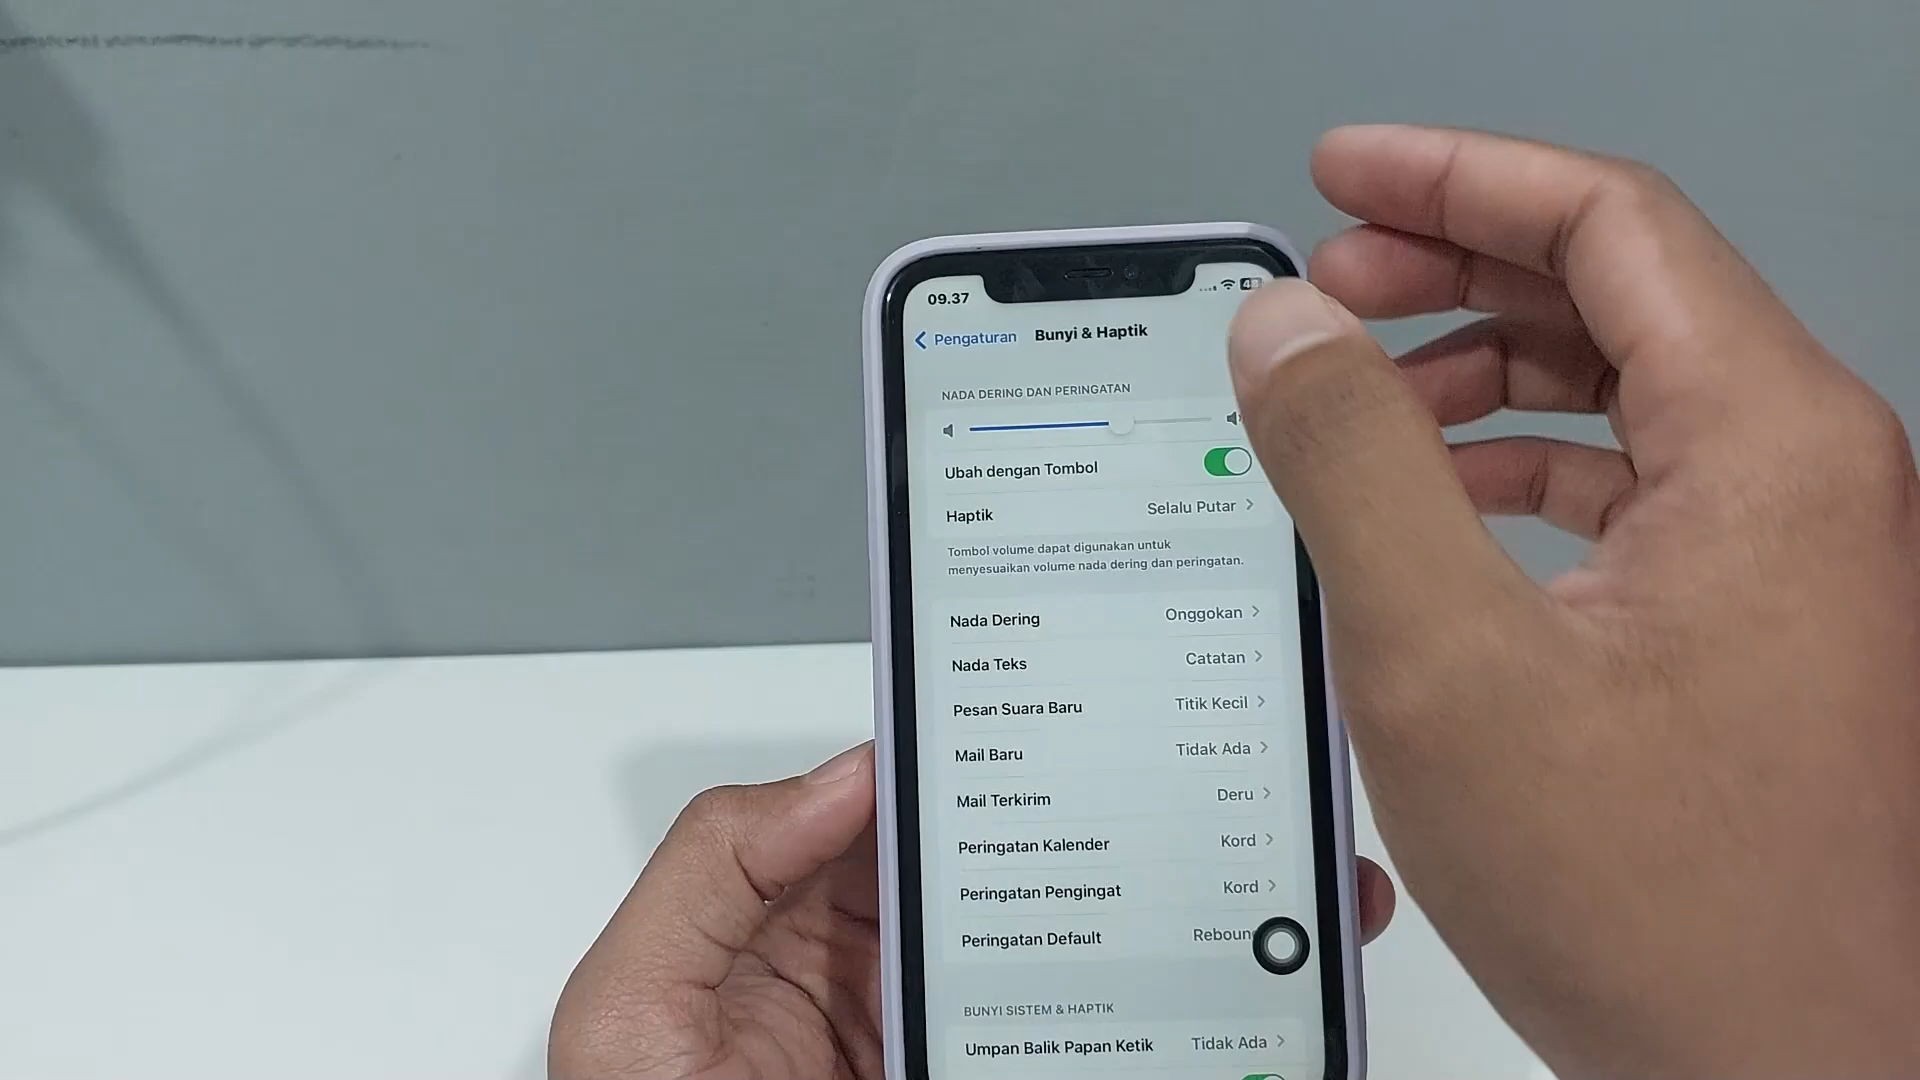 09.37
Pengaturan Bunyi & Haptik
NADA DERING DAN PERINGATAN
Ubah dengan Tombol
Haptik Selalu Putar
Tombol volume dapat digunakan untuk
menyesuaikan volume nada dering dan peringatan.
Nada Dering Onggokan
Nada Teks Catatan
Pesan Suara Baru Titik Kecil
Mail Baru Tidak Ada
Mail Terkirim Deru
Peringatan Kalender Kord
Peringatan Pengingat Kord
Peringatan Default
BUNYI SISTEM & HAPTIK
Umpan Balik Papan Ketik Tidak Ada